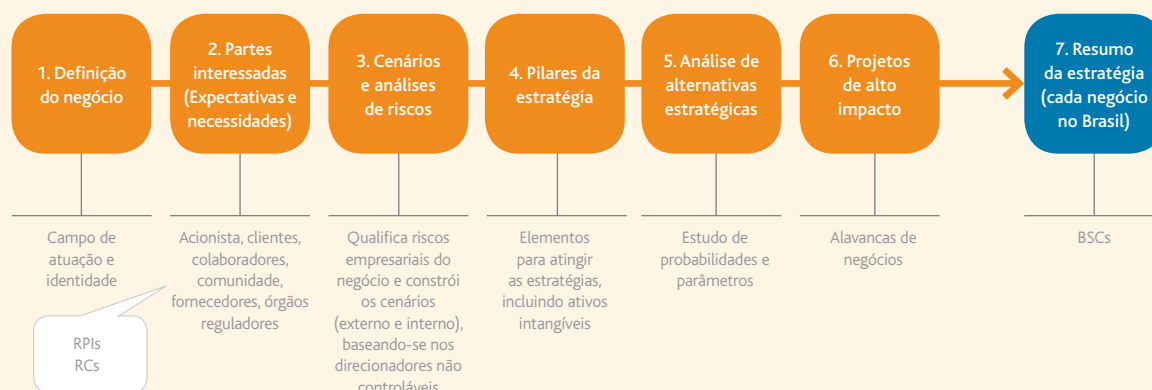 1. Definição
do negócio
2. Partes
interessadas
(Expectativas e
necessidades)
3. Cenários
e análises
de riscos
4. Pilares da
estratégia
5. Análise de
alternativas
estratégicas
6. Projetos
de alto
impacto
7. Resumo
da estratégia
(cada negócio
no Brasil)
Campo de
atuação e
identidade
Acionista, clientes,
colaboradores,
comunidade,
fornecedores, órgãos
reguladores
Qualifica riscos
empresariais do
negócio e constrói
os cenários
(externo e interno),
baseando-se nos
direcionadores não
controláveis
Elementos
para atingir
as estratégias,
incluindo ativos
intangíveis
Estudo de
probabilidades e
parâmetros
Alavancas de
negócios
BSCs
RPIs
RCs